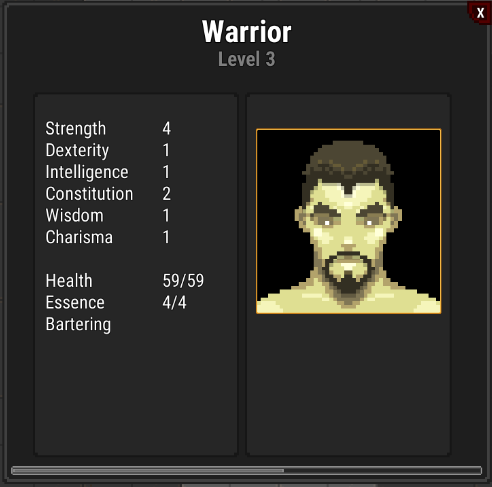 X
Warrior
Level 3
Strength 4
Dexterity 1
Intelligence 1
Constitution 2
Wisdom 1
Charisma 1
Health 59/59
Essence 4/4
Bartering